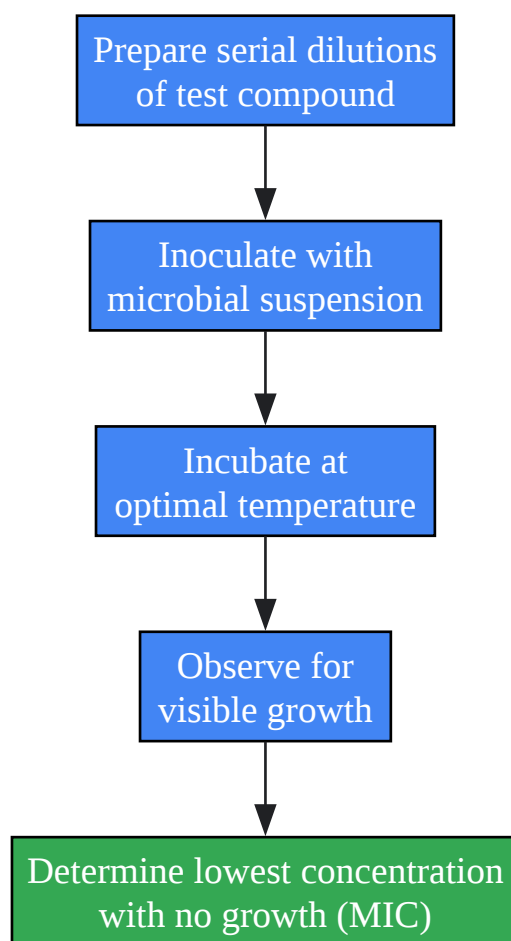 Prepare serial dilutions
of test compound
Inoculate with
microbial suspension
Incubate at
optimal temperature
Observe for
visible growth
Determine lowest concentration
with no growth (MIC)